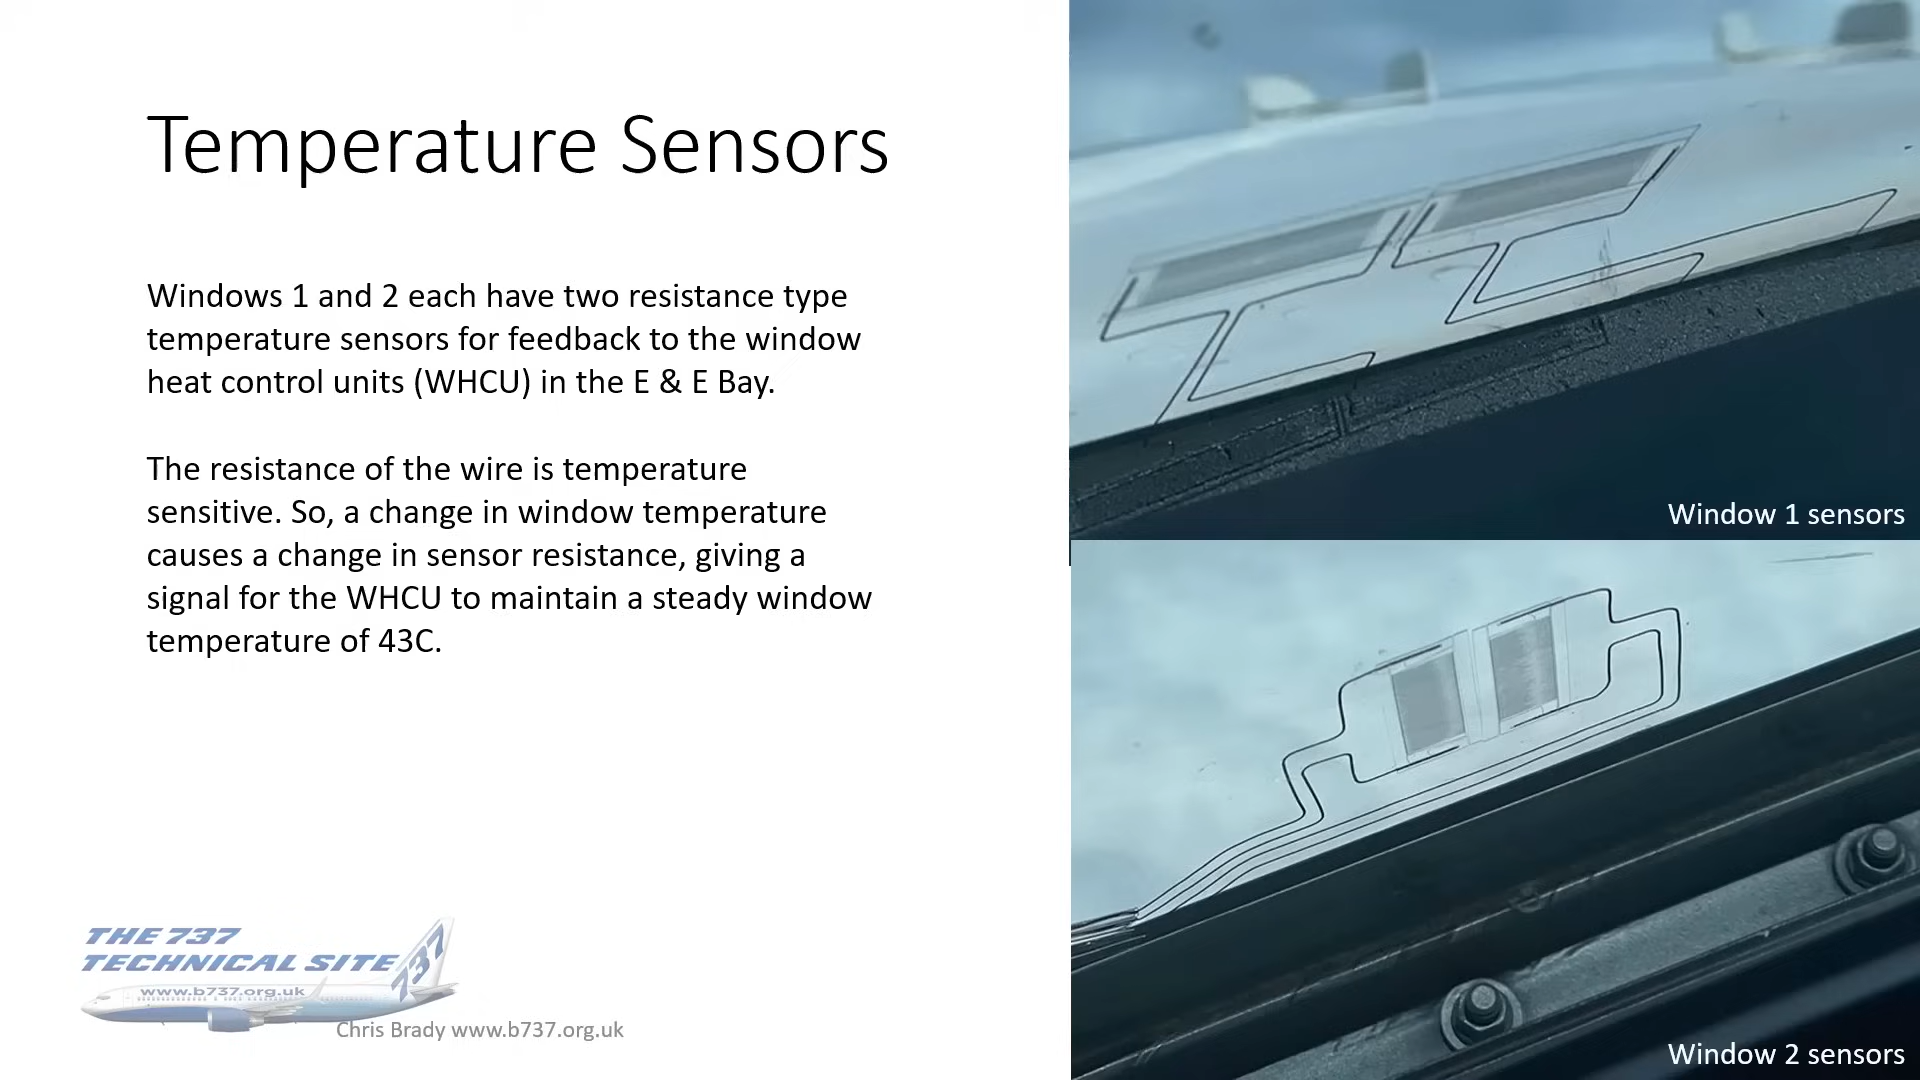 Temperature Sensors
Windows 1 and 2 each have two resistance type
temperature sensors for feedback to the window
heat control units (WHCU) in the E & E Bay.
The resistance of the wire is temperature
sensitive. So, a change in window temperature
causes a change in sensor resistance, giving a
signal for the WHCU to maintain a steady window
temperature of 43C.
Window 1 sensors
Window 2 sensors
THE 737
TECHNICAL SITE
737
www.b737.org.uk
Chris Brady www.b737.org.uk